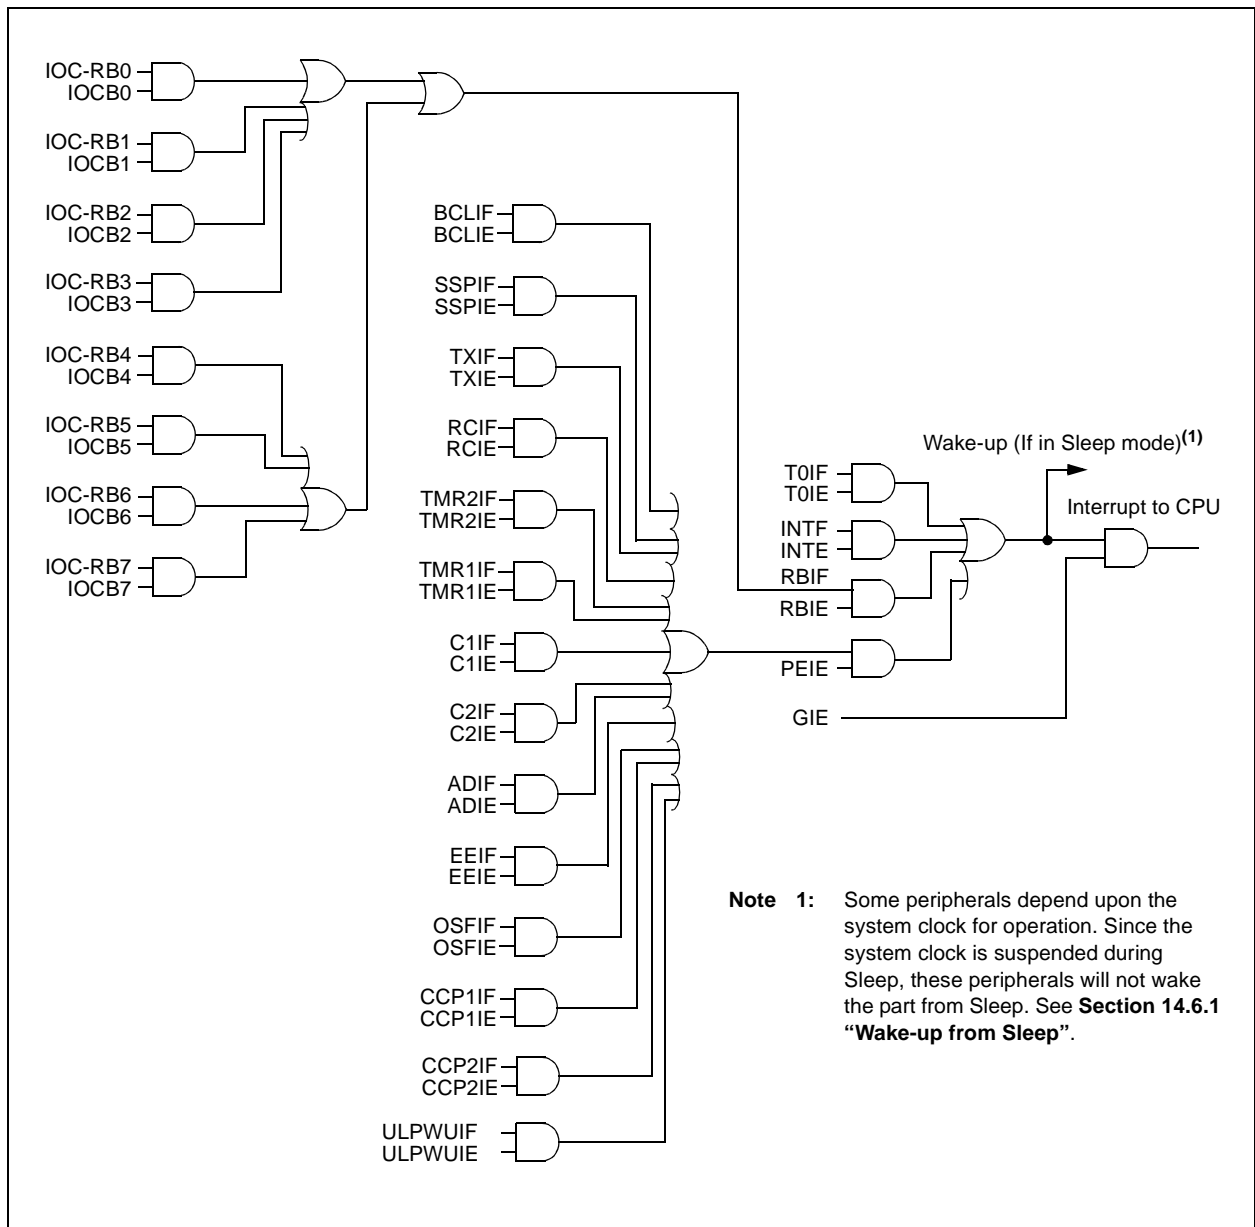 IOC-RB0
IOCB0
IOC-RB1
IOCB1
IOC-RB2
IOCB2
IOC-RB3
IOCB3
IOC-RB4
IOCB4
IOC-RB5
IOCB5
IOC-RB6
IOCB6
IOC-RB7
IOCB7
BCLIF
BCLIE
SSPIF
SSPIE
TXIF
TXIE
RCIF
RCIE
TMR2IF
TMR2IE
TMR1IF
TMR1IE
C1IF
C1IE
C2IF
C2IE
ADIF
ADIE
EEIF
EEIE
OSFIF
OSFIE
CCP1IF
CCP1IE
CCP2IF
CCP2IE
ULPWUIF
ULPWUIE
Wake-up (If in Sleep mode)(1)
T0IF
T0IE
Interrupt to CPU
INTF
INTE
RBIF
RBIE
PEIE
GIE
Note 1: Some peripherals depend upon the
system clock for operation. Since the
system clock is suspended during
Sleep, these peripherals will not wake
the part from Sleep. See Section 14.6.1
“Wake-up from Sleep”.